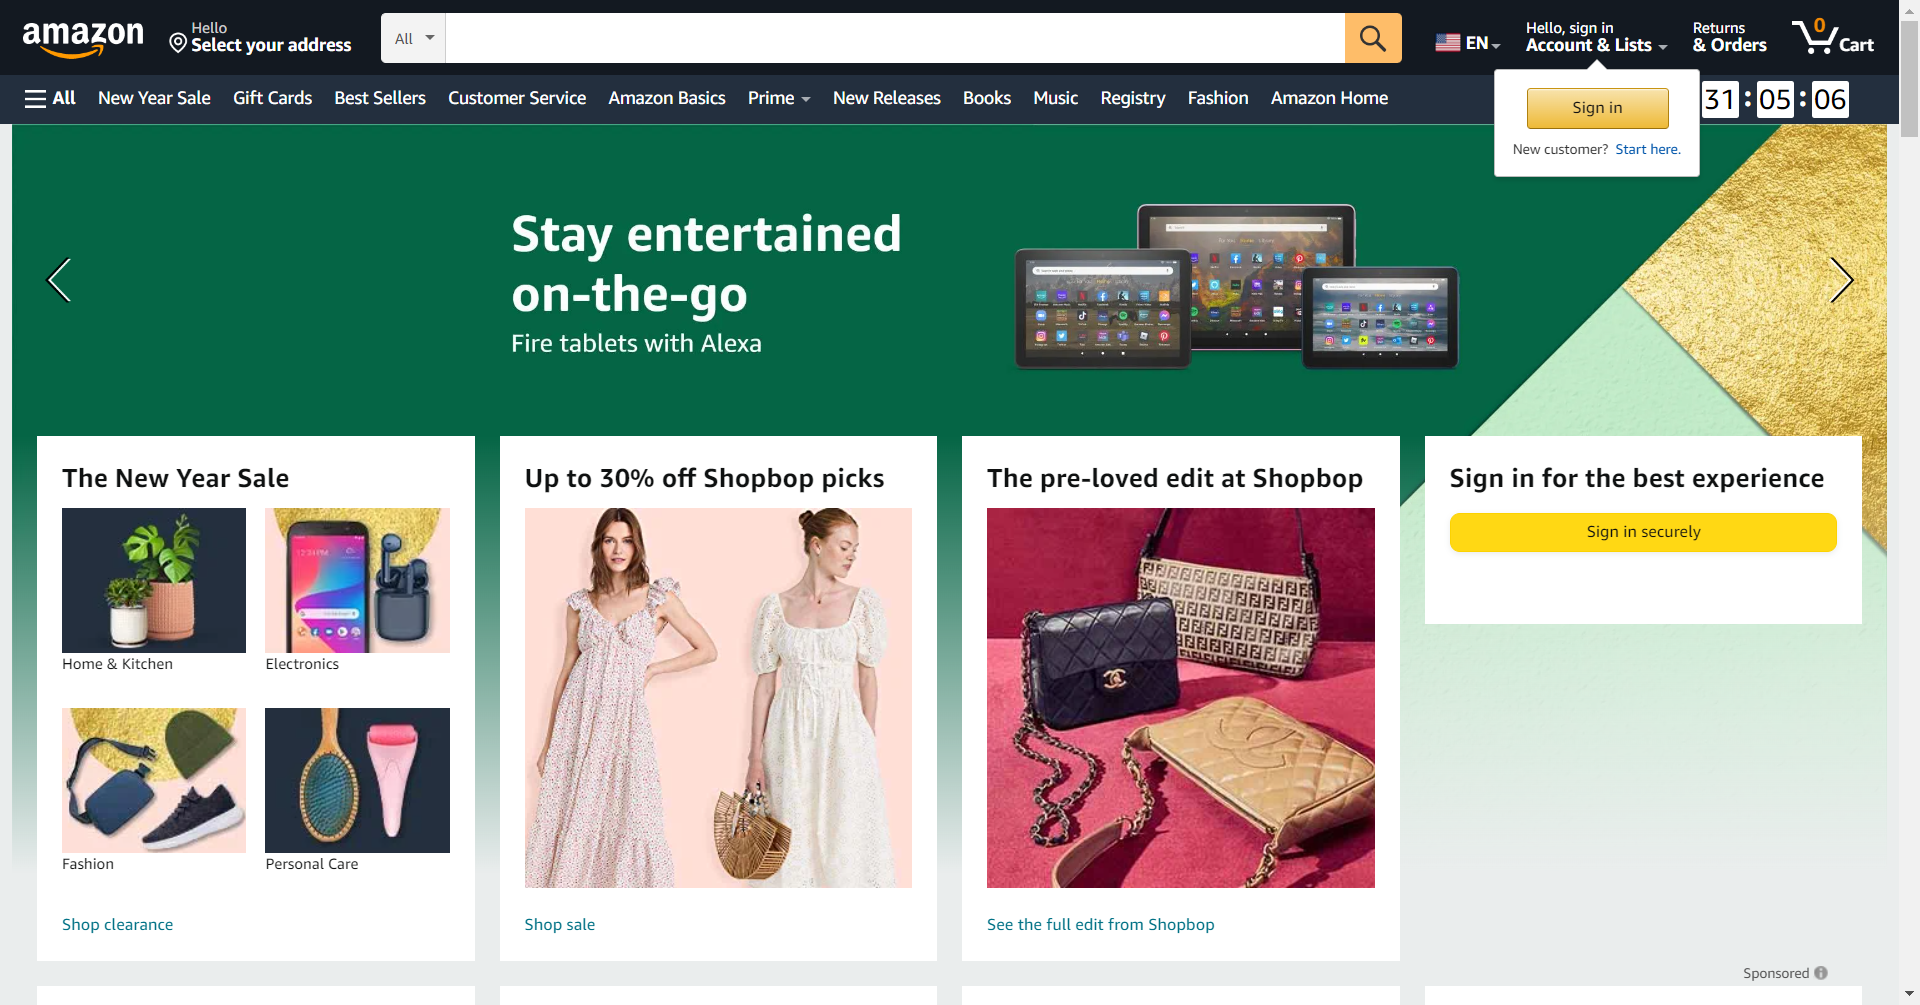 amazon
Hello
Select your address
All
EN
Hello, sign in
Account & Lists
Returns
& Orders
0
Cart
All
New Year Sale
Gift Cards
Best Sellers
Customer Service
Amazon Basics
Prime
New Releases
Books
Music
Registry
Fashion
Amazon Home
Sign in
New customer? Start here.
31:05:06
Stay entertained
on-the-go
Fire tablets with Alexa
The New Year Sale
Home & Kitchen
Electronics
Fashion
Personal Care
Shop clearance
Up to 30% off Shopbop picks
Shop sale
The pre-loved edit at Shopbop
See the full edit from Shopbop
Sign in for the best experience
Sign in securely
Sponsored